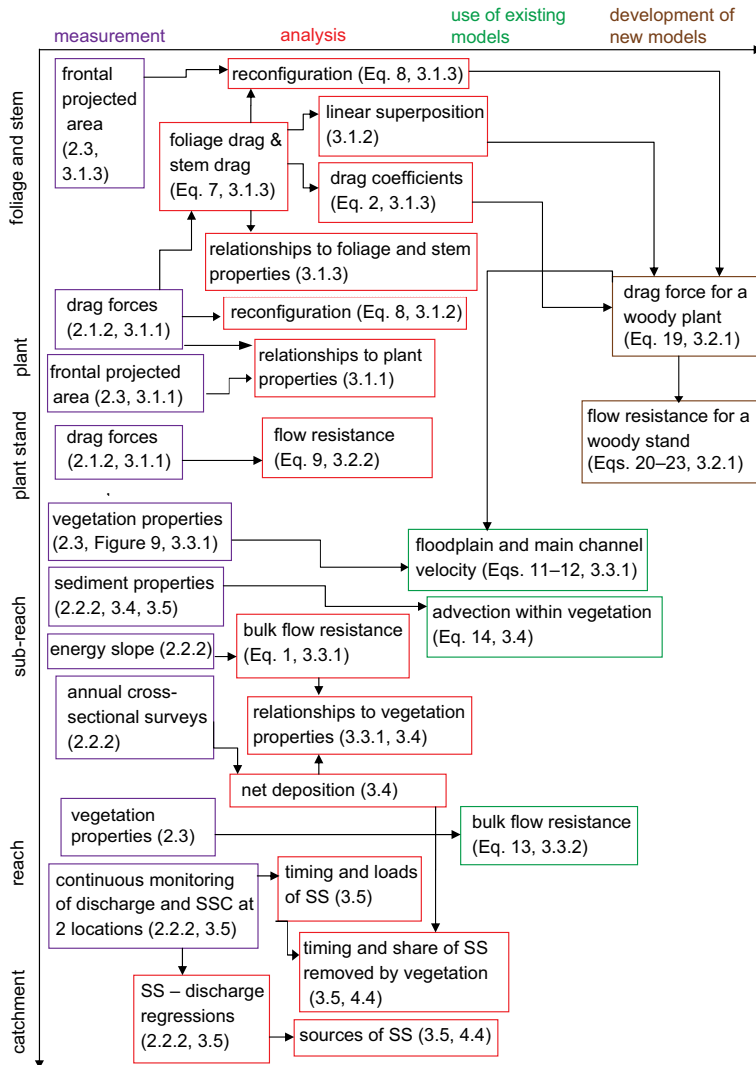 measurement
analysis
use of existing
models
development of
new models
foliage and stem
plant
plant stand
sub-reach
reach
catchment
frontal
projected
area
(2.3,
3.1.3)
reconfiguration (Eq. 8, 3.1.3)
linear superposition
(3.1.2)
foliage drag &
stem drag
(Eq. 7, 3.1.3)
drag coefficients
(Eq. 2, 3.1.3)
relationships to foliage and stem
properties (3.1.3)
drag forces
(2.1.2, 3.1.1)
reconfiguration (Eq. 8, 3.1.2)
drag force for a
woody plant
(Eq. 19, 3.2.1)
relationships to plant
properties (3.1.1)
frontal projected
area (2.3, 3.1.1)
flow resistance for a
woody stand
(Eqs. 20–23, 3.2.1)
drag forces
(2.1.2, 3.1.1)
flow resistance
(Eq. 9, 3.2.2)
vegetation properties
(2.3, Figure 9, 3.3.1)
floodplain and main channel
velocity (Eqs. 11–12, 3.3.1)
sediment properties
(2.2.2, 3.4, 3.5)
advection within vegetation
(Eq. 14, 3.4)
energy slope (2.2.2)
bulk flow resistance
(Eq. 1, 3.3.1)
annual cross-
sectional surveys
(2.2.2)
relationships to vegetation
properties (3.3.1, 3.4)
net deposition (3.4)
vegetation
properties (2.3)
bulk flow resistance
(Eq. 13, 3.3.2)
continuous monitoring
of discharge and SSC at
2 locations (2.2.2, 3.5)
timing and loads
of SS (3.5)
timing and share of SS
removed by vegetation
(3.5, 4.4)
SS – discharge
regressions
(2.2.2, 3.5)
sources of SS (3.5, 4.4)